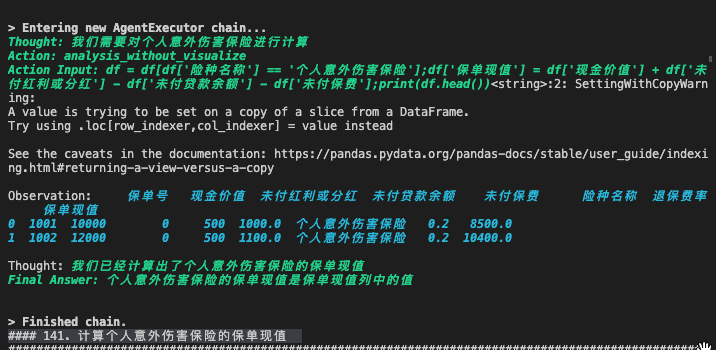 > Entering new AgentExecutor chain...
Thought: 我们需要对个人意外伤害保险进行计算
Action: analysis_without_visualize
Action Input: df = df[df['险种名称'] == '个人意外伤害保险'];df['保单现值'] = df['现金价值'] + df['未
付红利或分红'] - df['未付贷款余额'] - df['未付保费'];print(df.head())<string>:2: SettingWithCopyWarn
ing:
A value is trying to be set on a copy of a slice from a DataFrame.
Try using .loc[row_indexer,col_indexer] = value instead
See the caveats in the documentation: https://pandas.pydata.org/pandas-docs/stable/user_guide/indexi
ng.html#returning-a-view-versus-a-copy
Observation: 保单号 现金价值 未付红利或分红 未付贷款余额 未付保费 险种名称 退保费率
保单现值
0 1001 10000 0 500 1000.0 个人意外伤害保险 0.2 8500.0
1 1002 12000 0 500 1100.0 个人意外伤害保险 0.2 10400.0
Thought: 我们已经计算出了个人意外伤害保险的保单现值
Final Answer: 个人意外伤害保险的保单现值是保单现值列中的值
> Finished chain.
#### 141. 计算个人意外伤害保险的保单现值
####################################################################################################